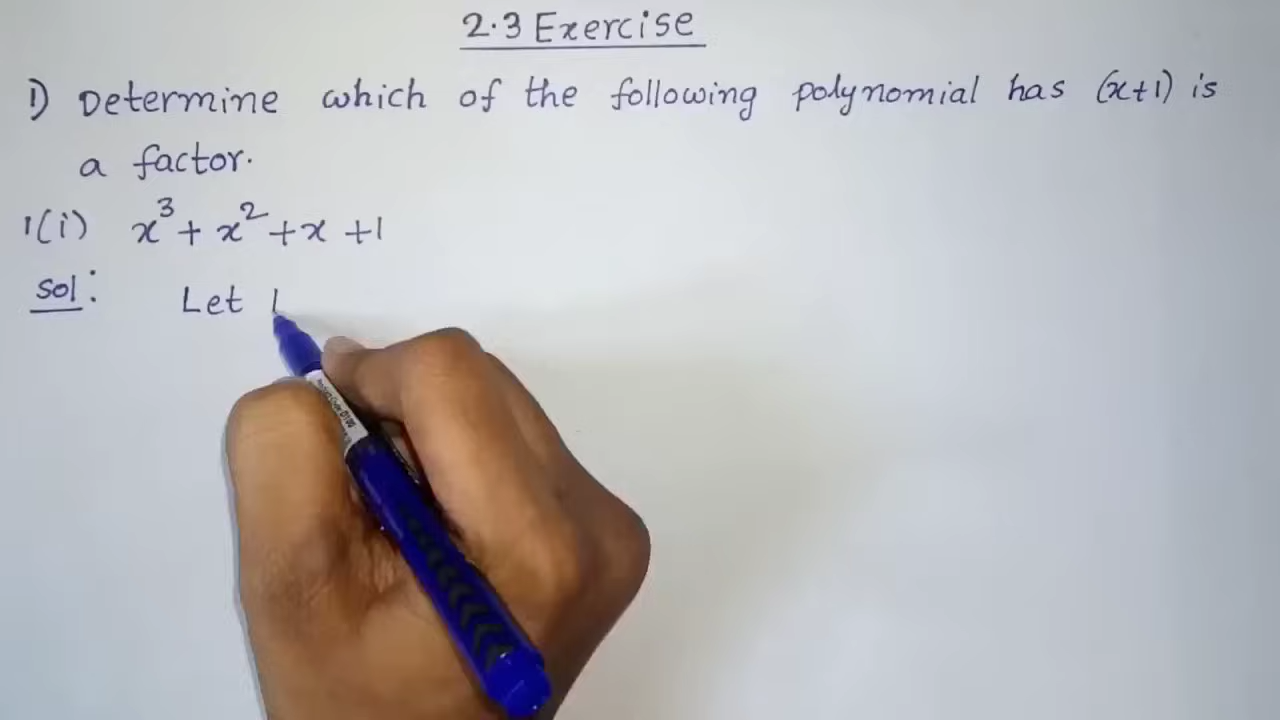 2.3 Exercise
1) Determine which of the following polynomial has (x+1) is
a factor.
1(i) x³ + x² + x + 1
Sol: Let